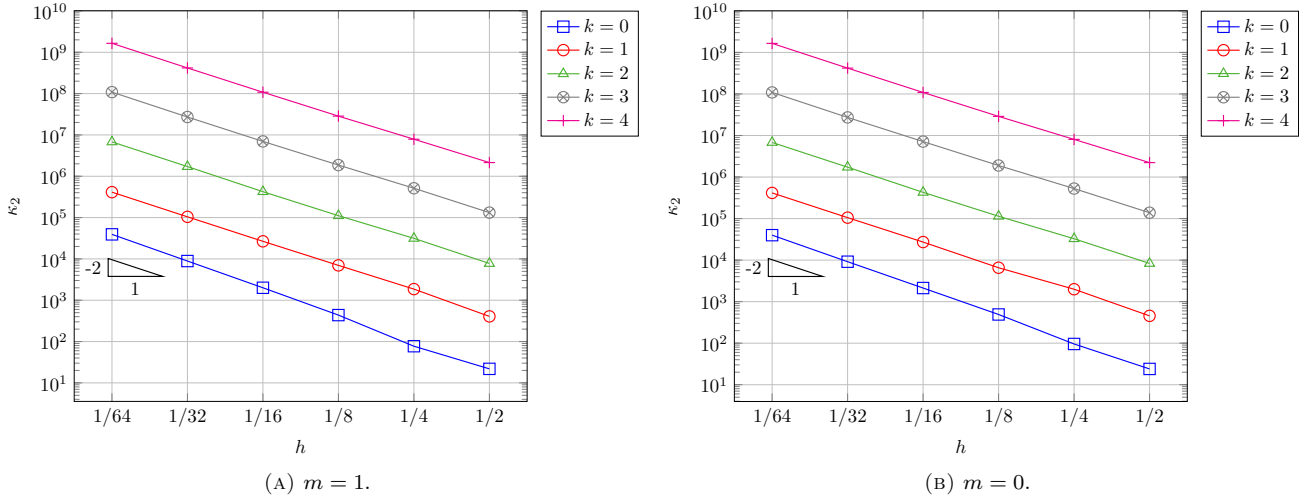 10^10
10^9
10^8
10^7
10^6
10^5
10^4
10^3
10^2
10^1
κ₂
-2
1
1/64 1/32 1/16 1/8 1/4 1/2
h
k = 0
k = 1
k = 2
k = 3
k = 4
(A) m = 1.
10^10
10^9
10^8
10^7
10^6
10^5
10^4
10^3
10^2
10^1
κ₂
-2
1
1/64 1/32 1/16 1/8 1/4 1/2
h
k = 0
k = 1
k = 2
k = 3
k = 4
(B) m = 0.